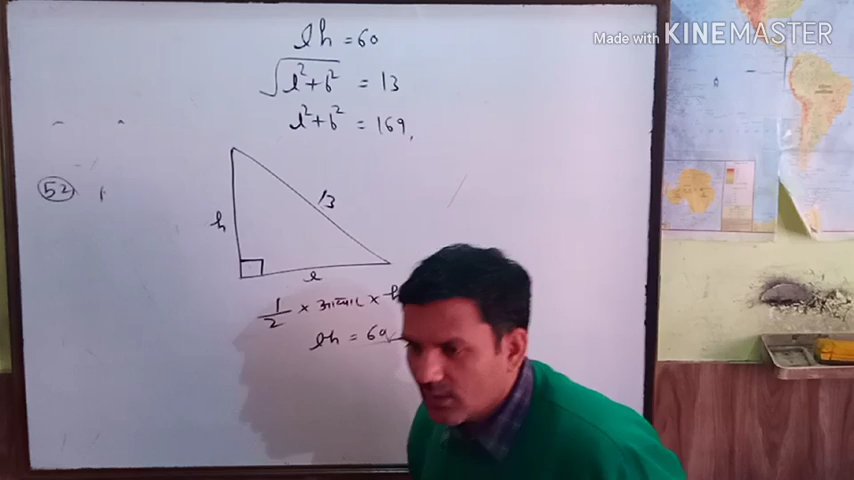 Made with KINEMASTER
lh = 60
√l²+b² = 13
l²+b² = 169,
52
13
h
l
1/2 × आधार × h
lh = 60